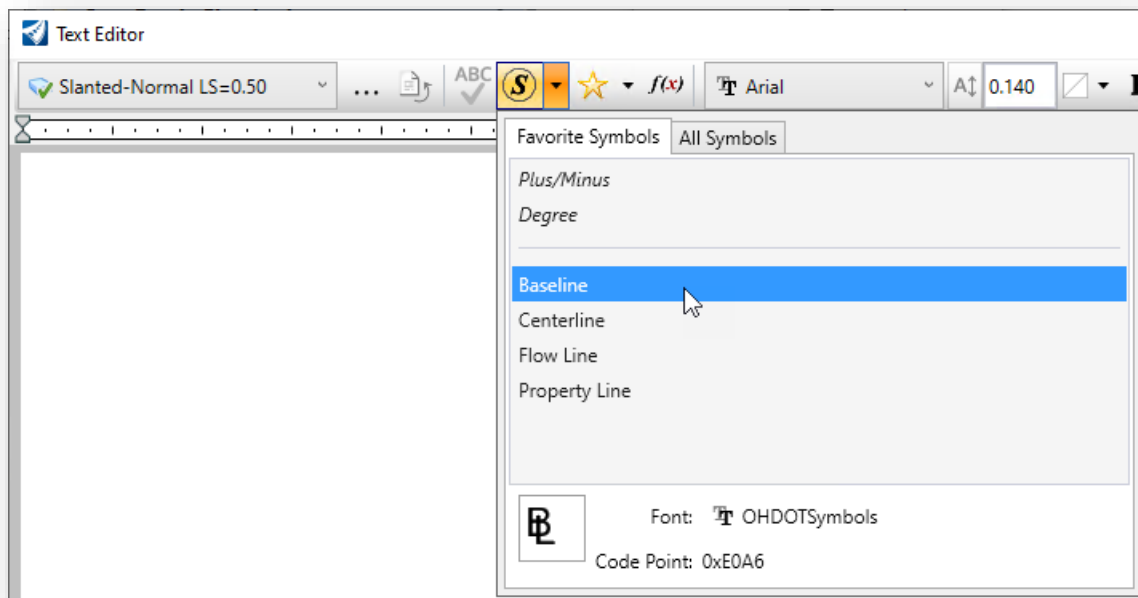 Text Editor
Slanted-Normal LS=0.50 ... ABC S f(x) Arial A 0.140
Favorite Symbols All Symbols
Plus/Minus
Degree
Baseline
Centerline
Flow Line
Property Line
BL Font: OHDOTSymbols
Code Point: 0xE0A6